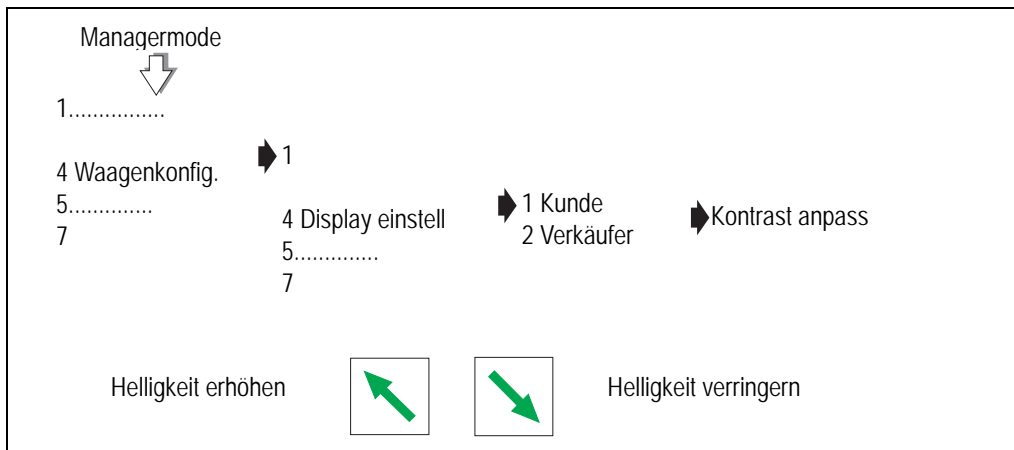 Managermode
1...............
4 Waagenkonfig.
5.............
7
1
4 Display einstell
5..............
7
1 Kunde
2 Verkäufer
Kontrast anpass
Helligkeit erhöhen
Helligkeit verringern